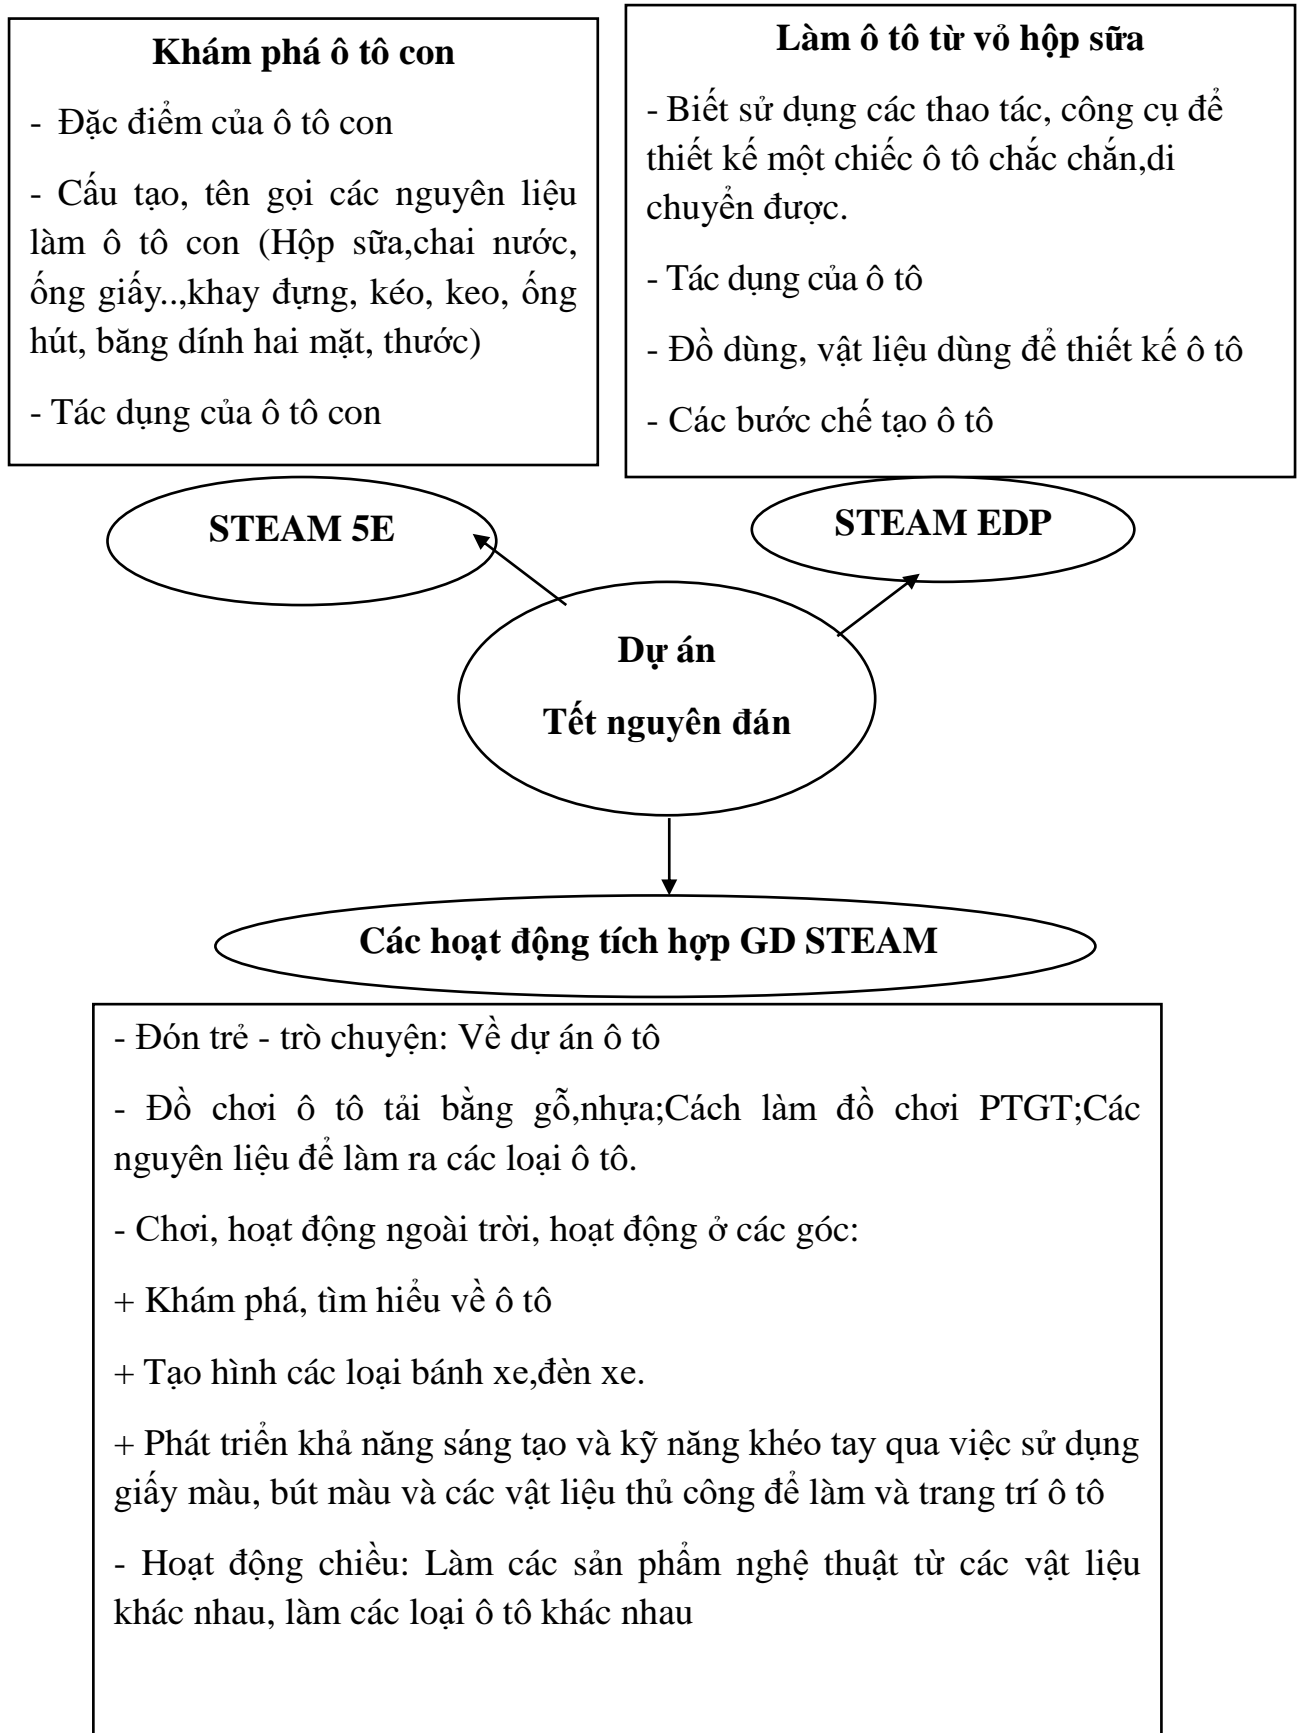 Khám phá ô tô con
- Đặc điểm của ô tô con
- Cấu tạo, tên gọi các nguyên liệu
làm ô tô con (Hộp sữa,chai nước,
ống giấy..,khay đựng, kéo, keo, ống
hút, băng dính hai mặt, thước)
- Tác dụng của ô tô con
Làm ô tô từ vỏ hộp sữa
- Biết sử dụng các thao tác, công cụ để
thiết kế một chiếc ô tô chắc chắn,di
chuyển được.
- Tác dụng của ô tô
- Đồ dùng, vật liệu dùng để thiết kế ô tô
- Các bước chế tạo ô tô
STEAM 5E
STEAM EDP
Dự án
Tết nguyên đán
Các hoạt động tích hợp GD STEAM
- Đón trẻ - trò chuyện: Về dự án ô tô
- Đồ chơi ô tô tải bằng gỗ,nhựa;Cách làm đồ chơi PTGT;Các
nguyên liệu để làm ra các loại ô tô.
- Chơi, hoạt động ngoài trời, hoạt động ở các góc:
+ Khám phá, tìm hiểu về ô tô
+ Tạo hình các loại bánh xe,đèn xe.
+ Phát triển khả năng sáng tạo và kỹ năng khéo tay qua việc sử dụng
giấy màu, bút màu và các vật liệu thủ công để làm và trang trí ô tô
- Hoạt động chiều: Làm các sản phẩm nghệ thuật từ các vật liệu
khác nhau, làm các loại ô tô khác nhau